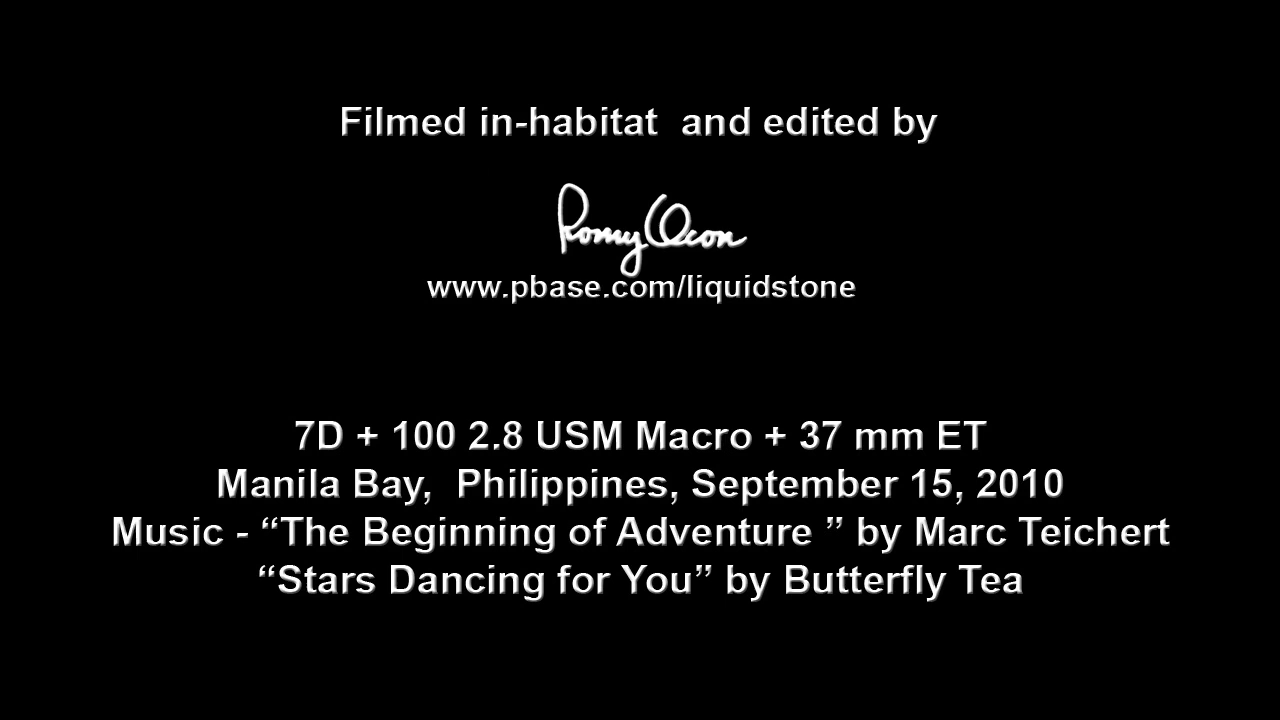 Filmed in-habitat  and edited by
Romy Ocon
www.pbase.com/liquidstone
7D + 100 2.8 USM Macro + 37 mm ET
Manila Bay,  Philippines, September 15, 2010
Music - “The Beginning of Adventure ” by Marc Teichert
“Stars Dancing for You” by Butterfly Tea